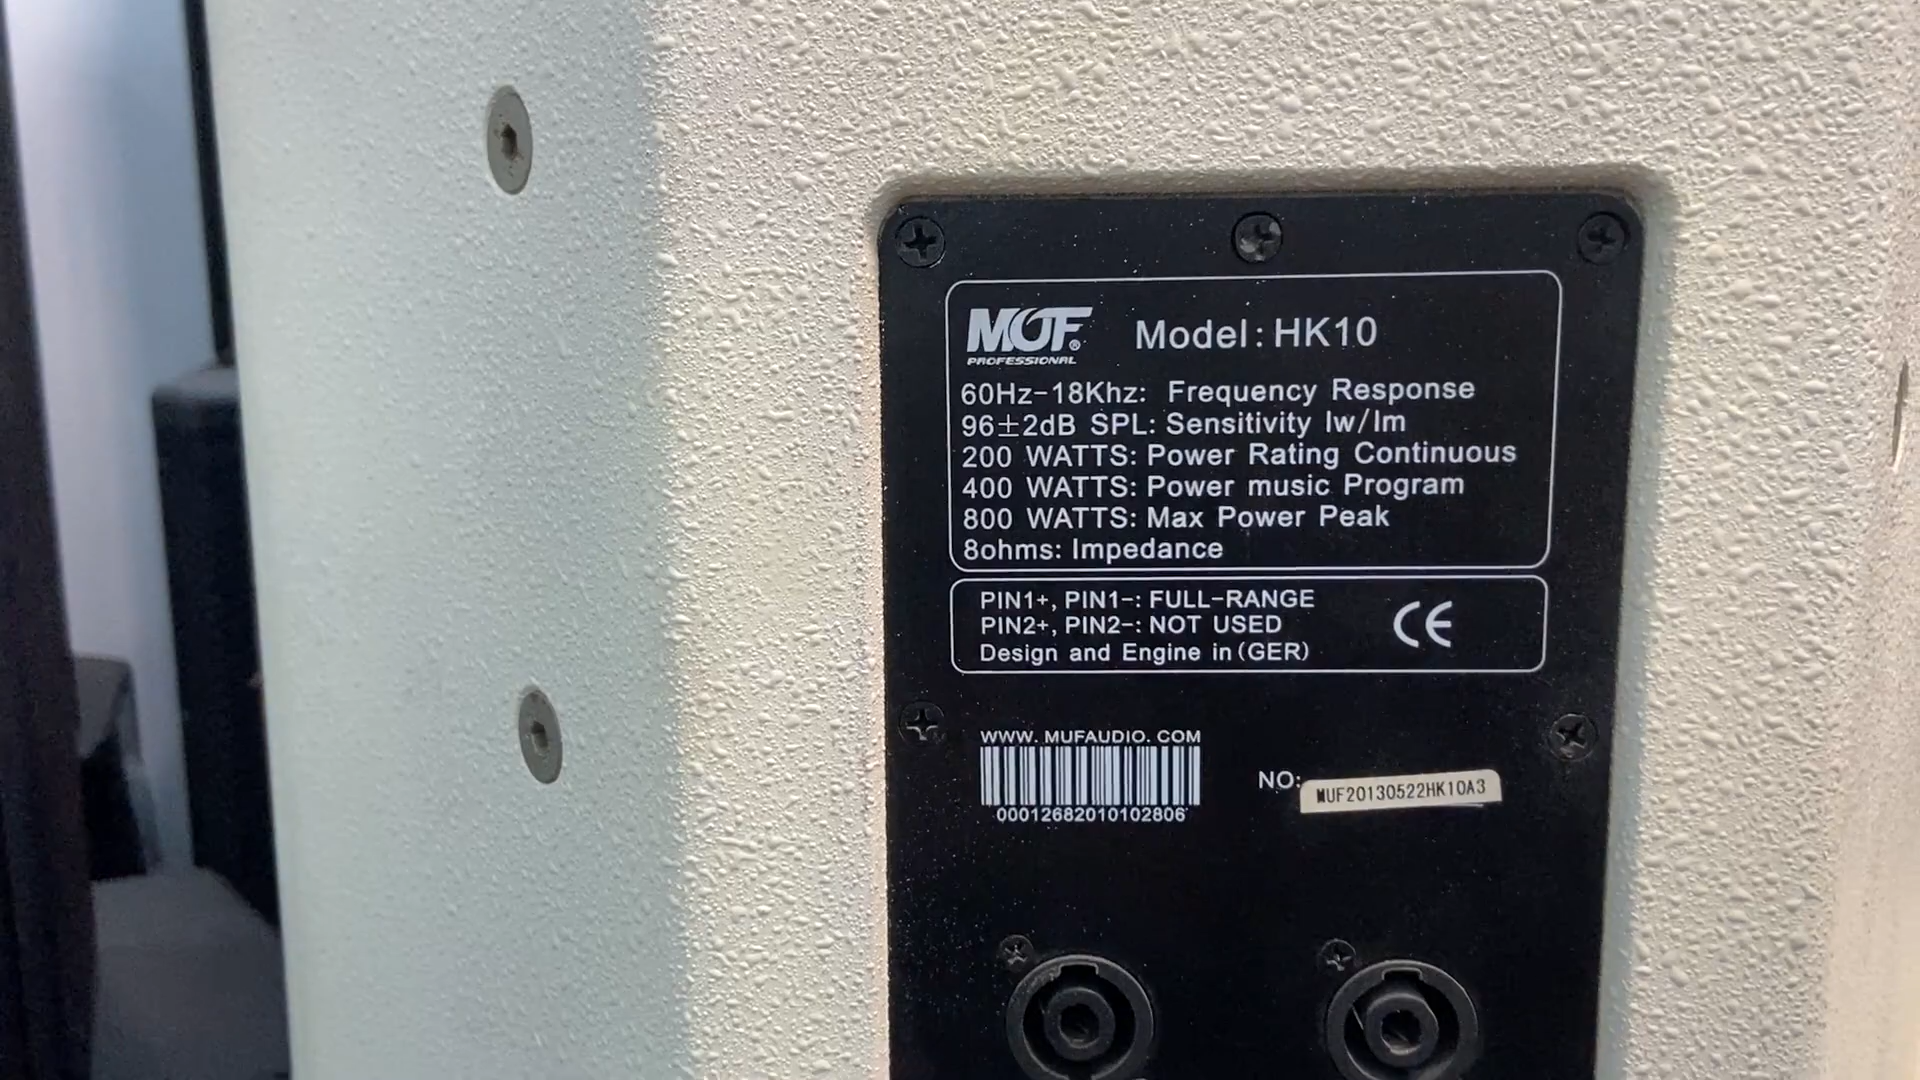 MUF® Model: HK10
PROFESSIONAL
60Hz-18Khz: Frequency Response
96±2dB SPL: Sensitivity lw/lm
200 WATTS: Power Rating Continuous
400 WATTS: Power music Program
800 WATTS: Max Power Peak
8ohms: Impedance
PIN1+, PIN1-: FULL-RANGE
PIN2+, PIN2-: NOT USED
Design and Engine in (GER)
CE
WWW. MUFAUDIO. COM
00012682010102806
NO: MUF20130522HK10A3